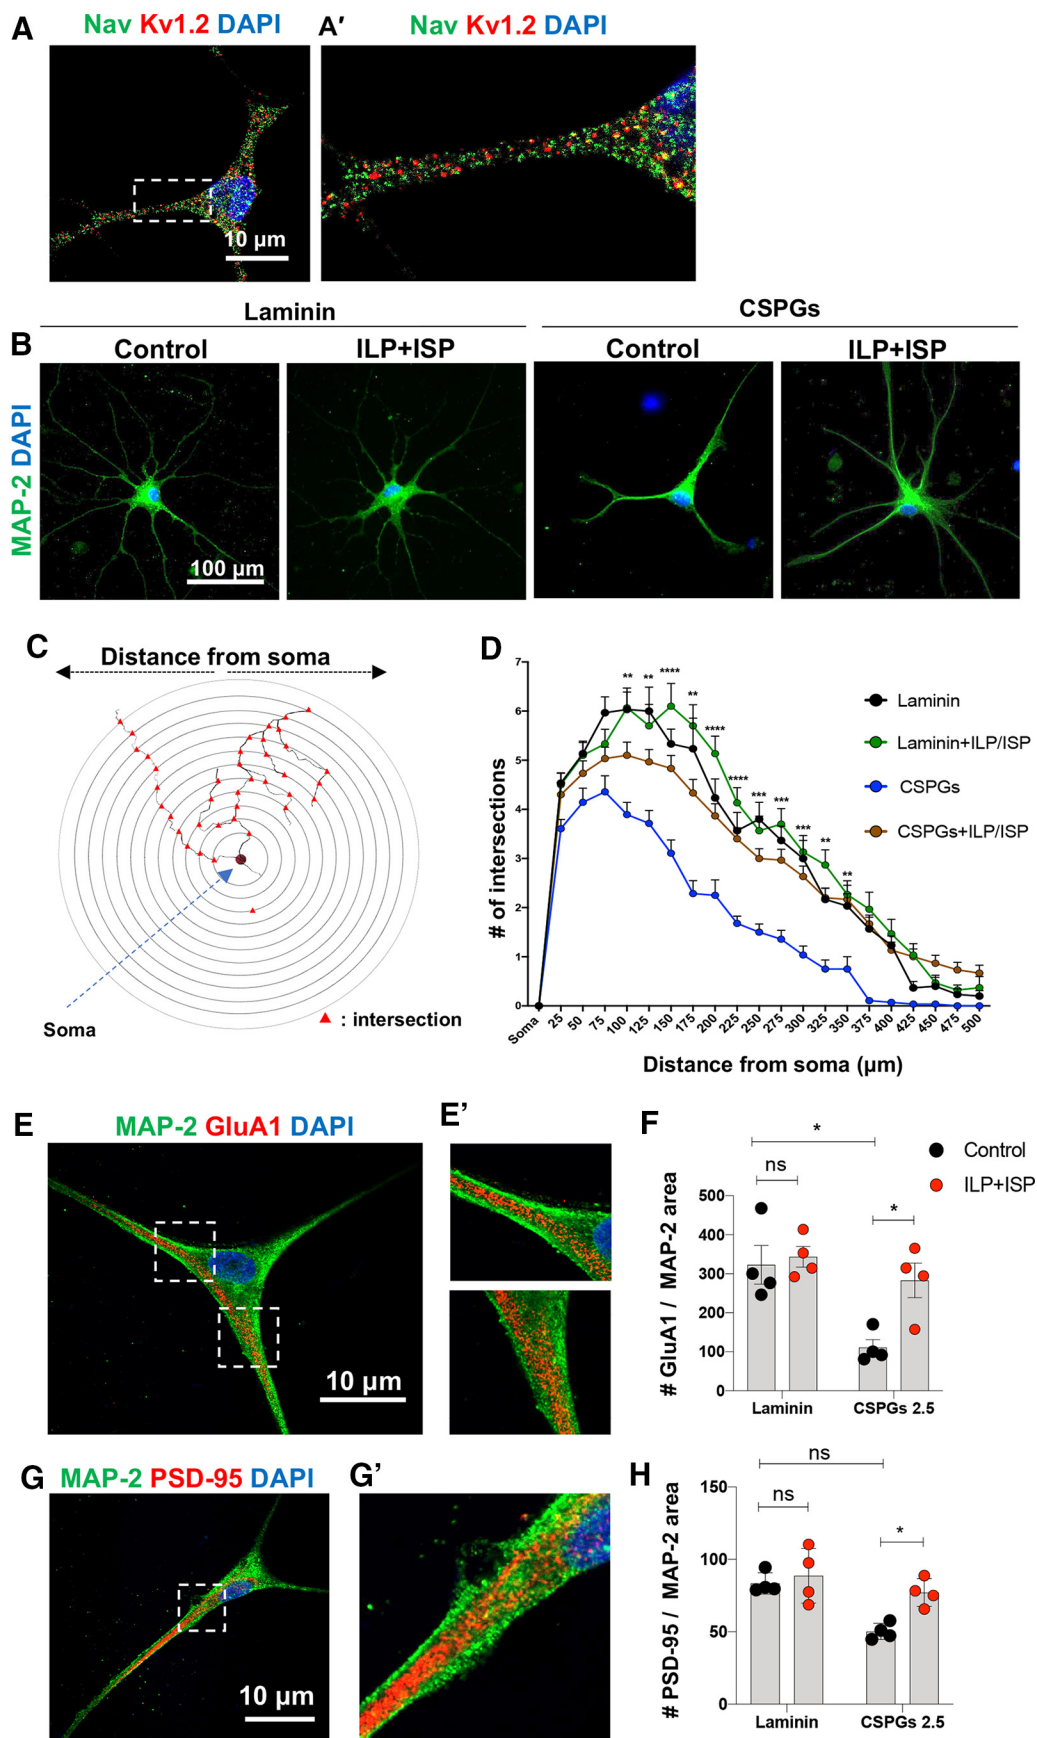 A
Nav Kv1.2 DAPI
A′
Nav Kv1.2 DAPI
10 µm
Laminin
CSPGs
B
Control
ILP+ISP
Control
ILP+ISP
MAP-2 DAPI
100 µm
C
Distance from soma
Soma
: intersection
D
# of intersections
7
6
5
4
3
2
1
0
** ** **** ** **** **** *** *** *** ** **
Soma 25 50 75 100 125 150 175 200 225 250 275 300 325 350 375 400 425 450 475 500
Distance from soma (µm)
Laminin
Laminin+ILP/ISP
CSPGs
CSPGs+ILP/ISP
E
MAP-2 GluA1 DAPI
10 µm
E’
F
# GluA1 / MAP-2 area
500
400
300
200
100
0
*
ns
*
Laminin
CSPGs 2.5
Control
ILP+ISP
G
MAP-2 PSD-95 DAPI
10 µm
G’
H
# PSD-95 / MAP-2 area
150
100
50
0
ns
ns
*
Laminin
CSPGs 2.5